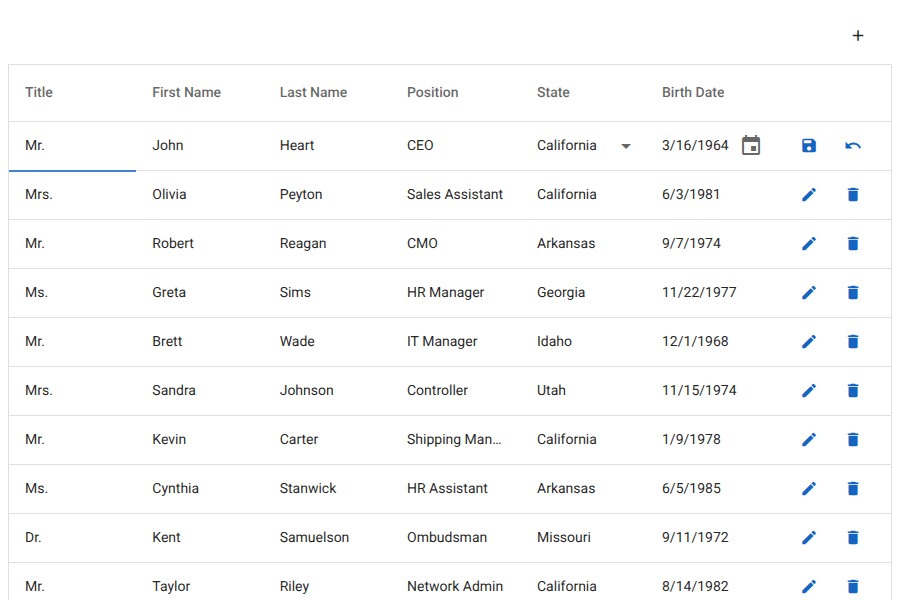 +
Title First Name Last Name Position State Birth Date
Mr. John Heart CEO California 3/16/1964
Mrs. Olivia Peyton Sales Assistant California 6/3/1981
Mr. Robert Reagan CMO Arkansas 9/7/1974
Ms. Greta Sims HR Manager Georgia 11/22/1977
Mr. Brett Wade IT Manager Idaho 12/1/1968
Mrs. Sandra Johnson Controller Utah 11/15/1974
Mr. Kevin Carter Shipping Man... California 1/9/1978
Ms. Cynthia Stanwick HR Assistant Arkansas 6/5/1985
Dr. Kent Samuelson Ombudsman Missouri 9/11/1972
Mr. Taylor Riley Network Admin California 8/14/1982